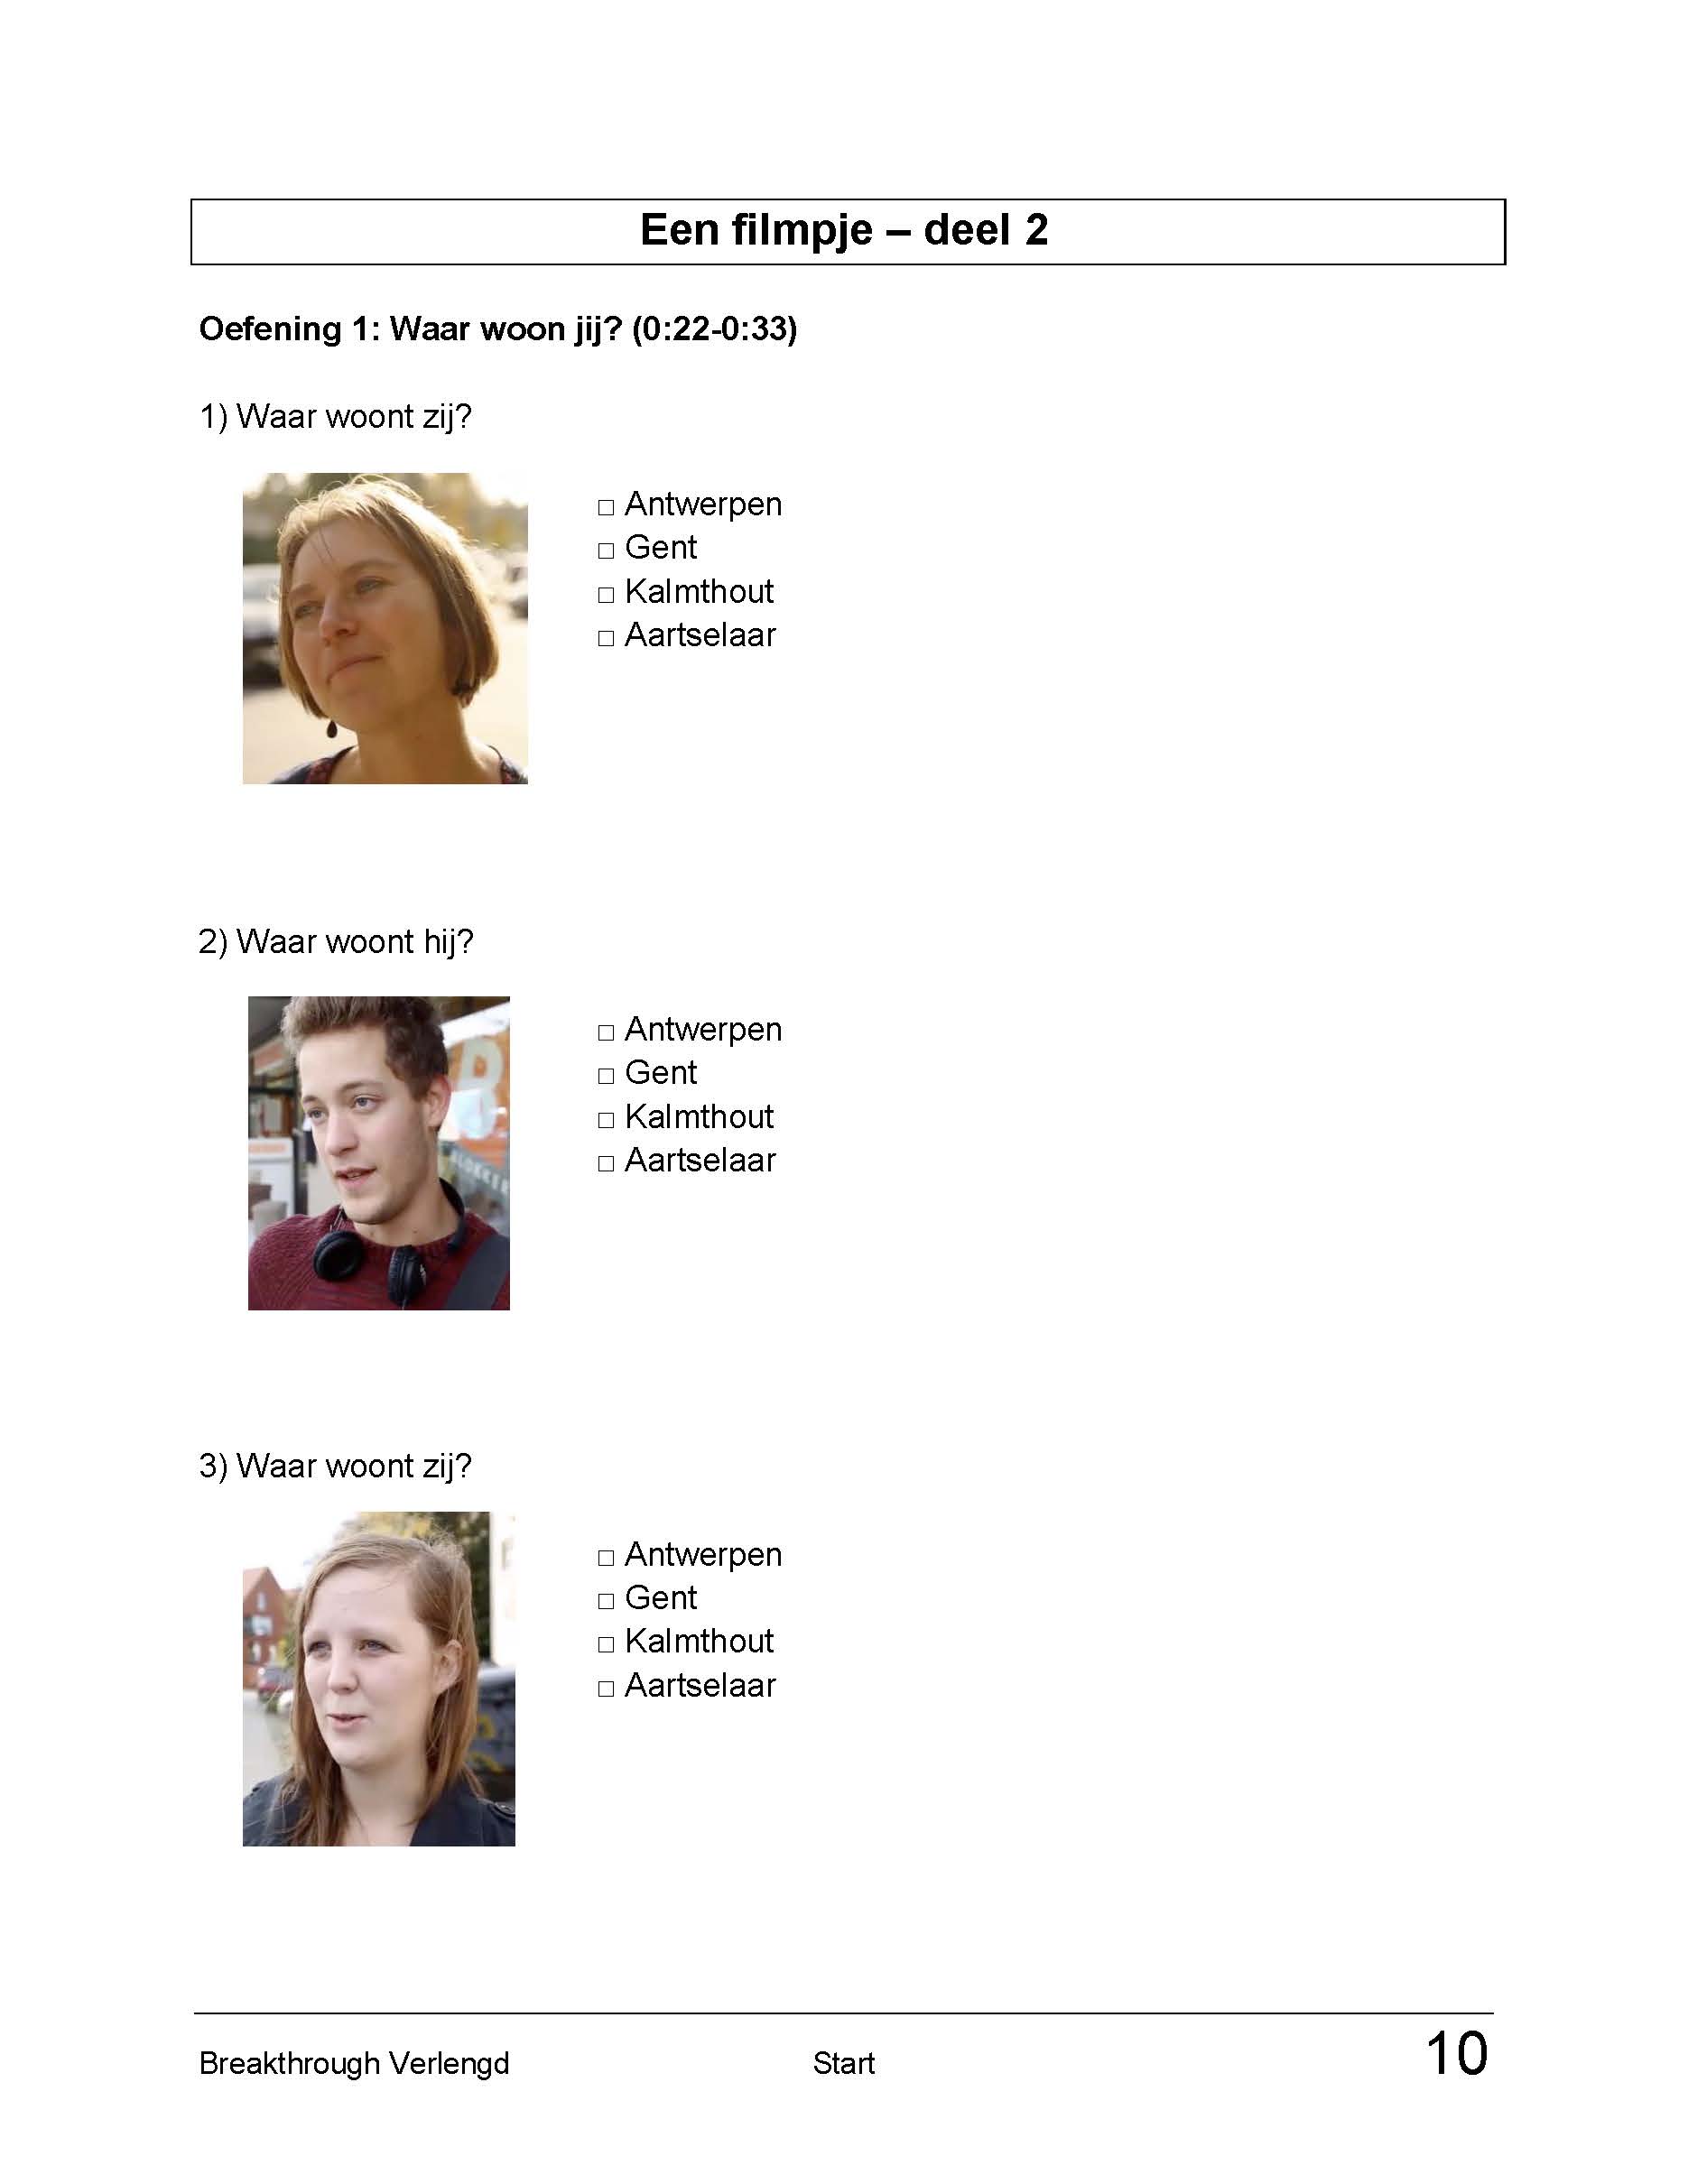 Een filmpje – deel 2
Oefening 1: Waar woon jij? (0:22-0:33)
1) Waar woont zij?
□ Antwerpen
□ Gent
□ Kalmthout
□ Aartselaar
2) Waar woont hij?
B
BLOKKER
□ Antwerpen
□ Gent
□ Kalmthout
□ Aartselaar
3) Waar woont zij?
□ Antwerpen
□ Gent
□ Kalmthout
□ Aartselaar
Breakthrough Verlengd Start 10